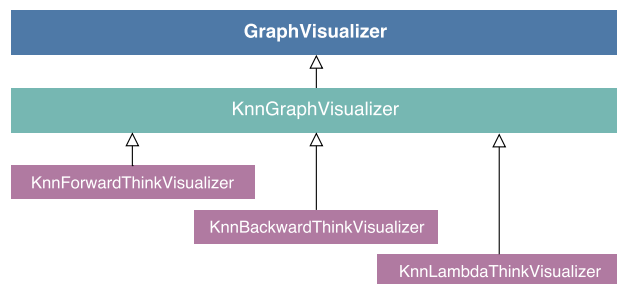 GraphVisualizer
KnnGraphVisualizer
KnnForwardThinkVisualizer
KnnBackwardThinkVisualizer
KnnLambdaThinkVisualizer